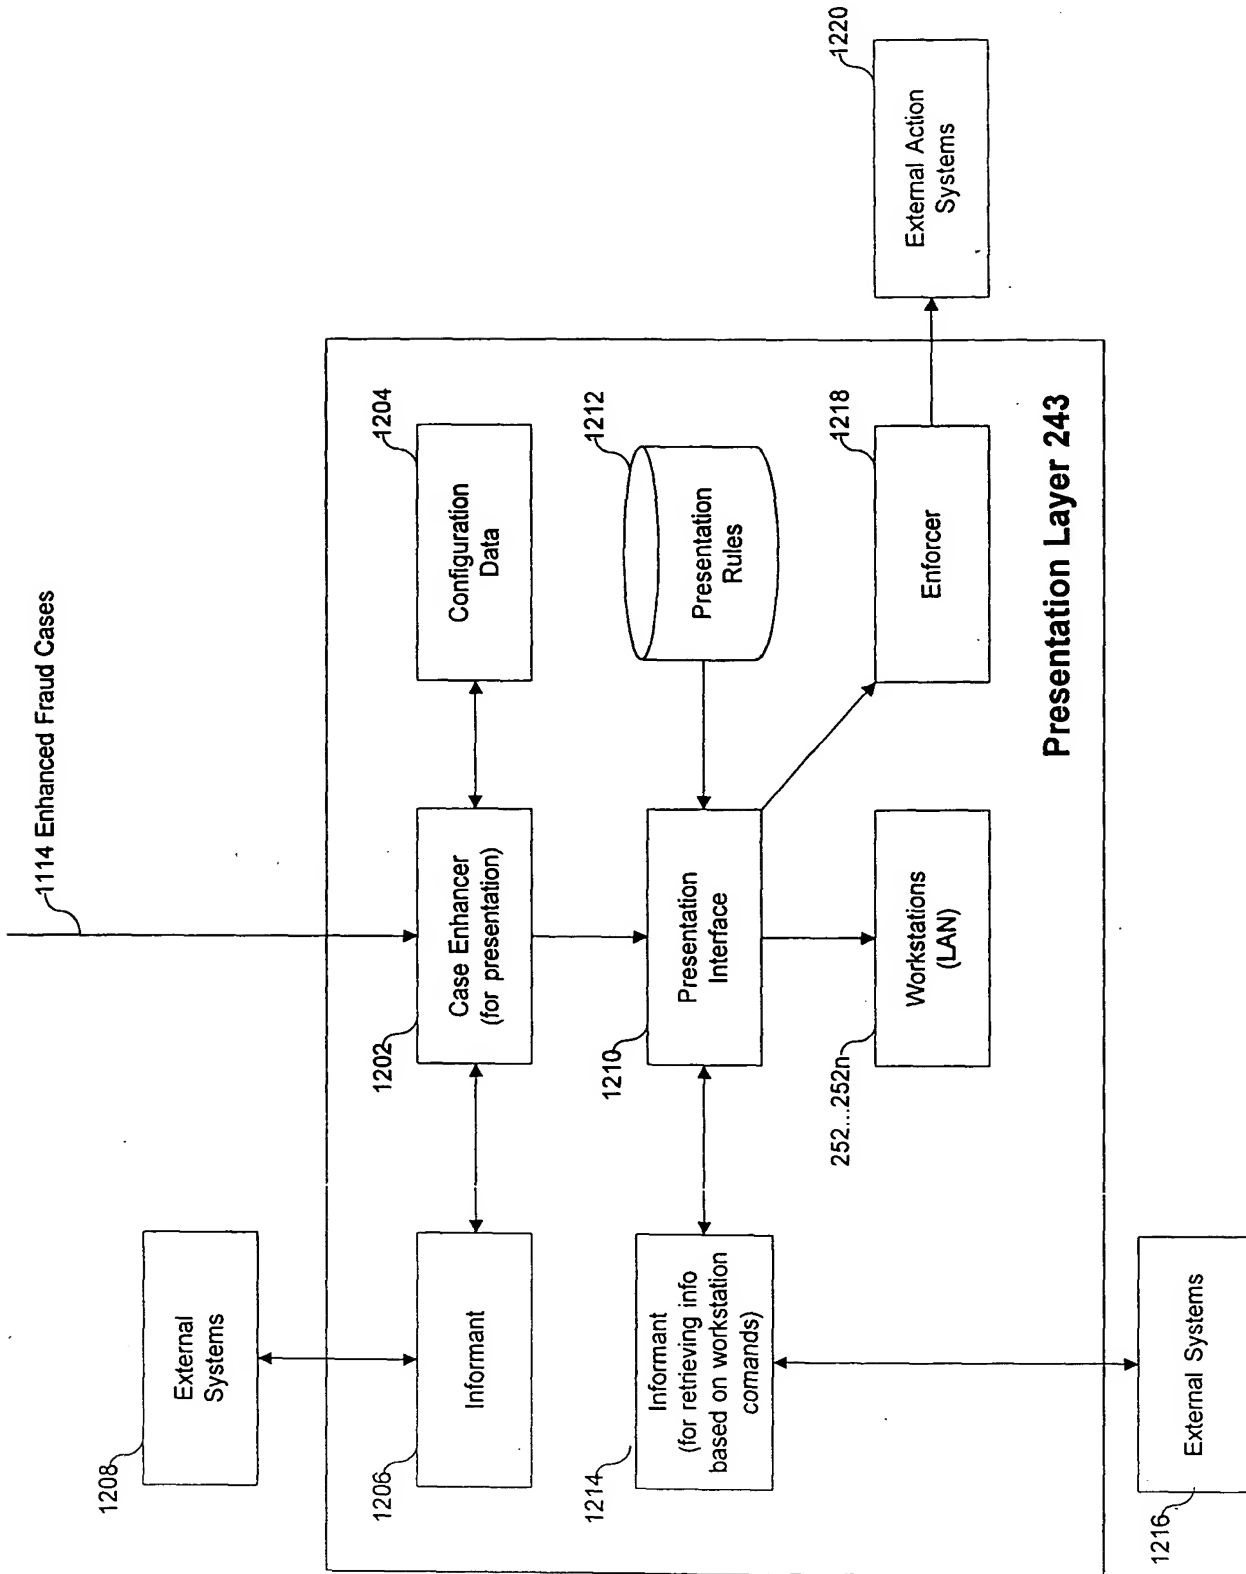 1114 Enhanced Fraud Cases
1208
External
Systems
1202
Case Enhancer
(for presentation)
1204
Configuration
Data
1206
Informant
1210
Presentation
Interface
1212
Presentation
Rules
1214
Informant
(for retrieving info
based on workstation
comands)
252...252n
Workstations
(LAN)
1218
Enforcer
1220
External Action
Systems
Presentation Layer 243
1216
External Systems